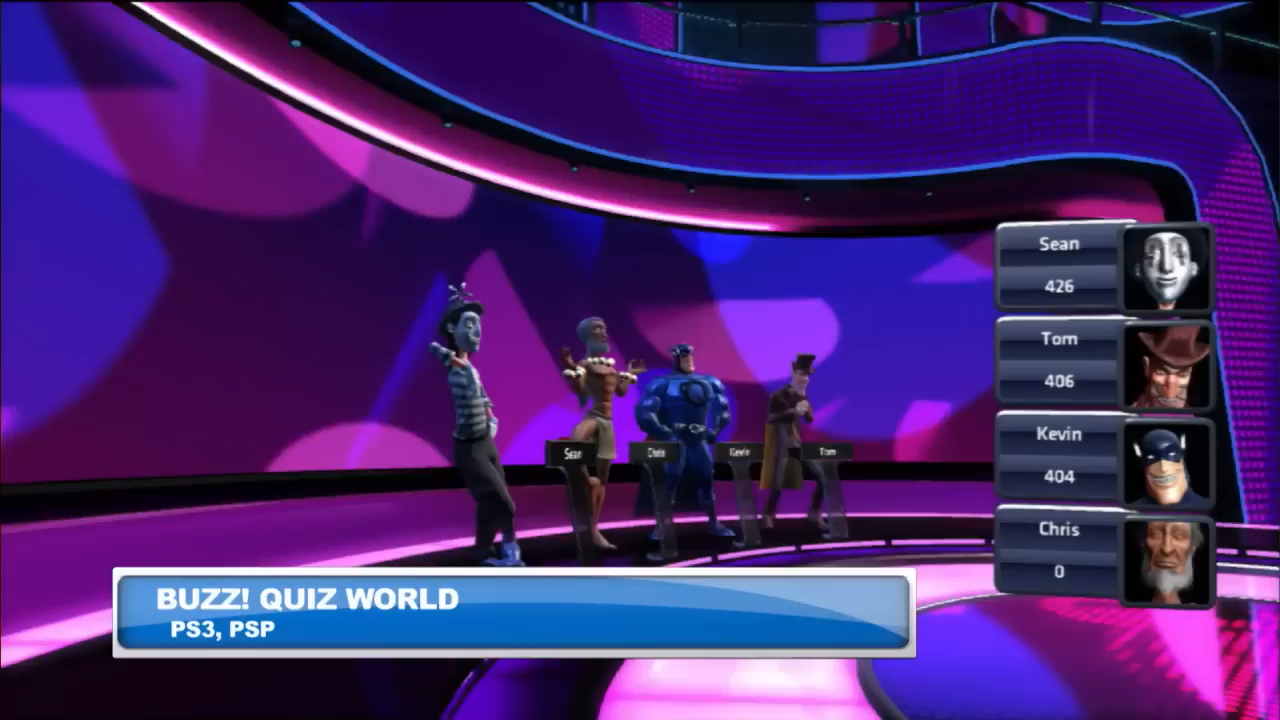 Sean
426
Tom
406
Kevin
404
Chris
0
Sean
Chris
Kevin
Tom
BUZZ! QUIZ WORLD
PS3, PSP